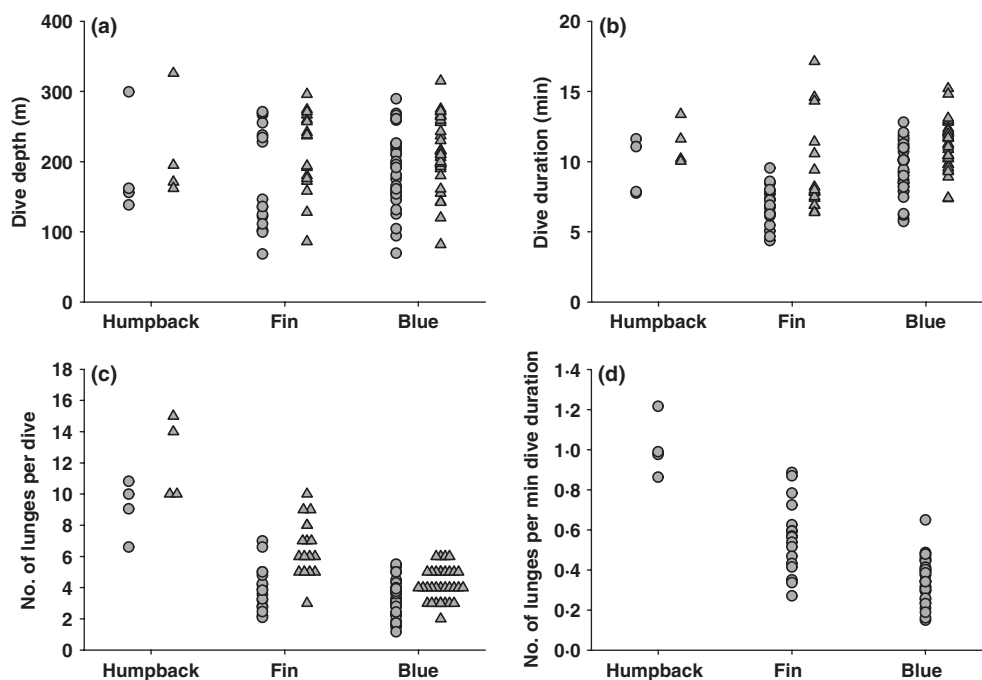 (a)
Dive depth (m)
400
300
200
100
0
Humpback Fin Blue
(b)
Dive duration (min)
20
15
10
5
0
Humpback Fin Blue
(c)
No. of lunges per dive
18
16
14
12
10
8
6
4
2
0
Humpback Fin Blue
(d)
No. of lunges per min dive duration
1·4
1·2
1·0
0·8
0·6
0·4
0·2
0·0
Humpback Fin Blue